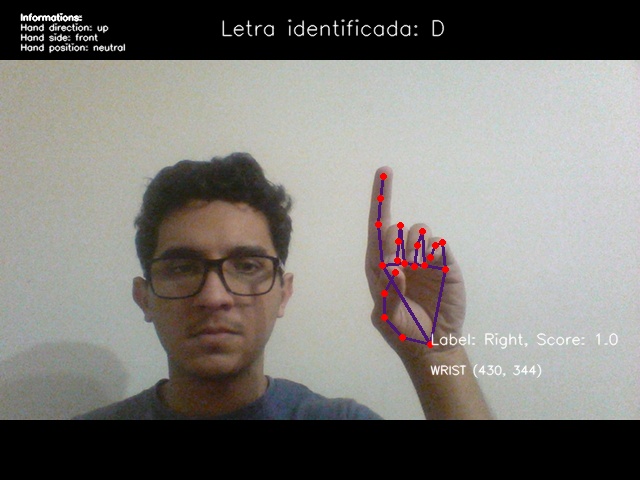 Informations:
Hand direction: up
Hand side: front
Hand position: neutral
Letra identificada: D
Label: Right, Score: 1.0
WRIST (430, 344)